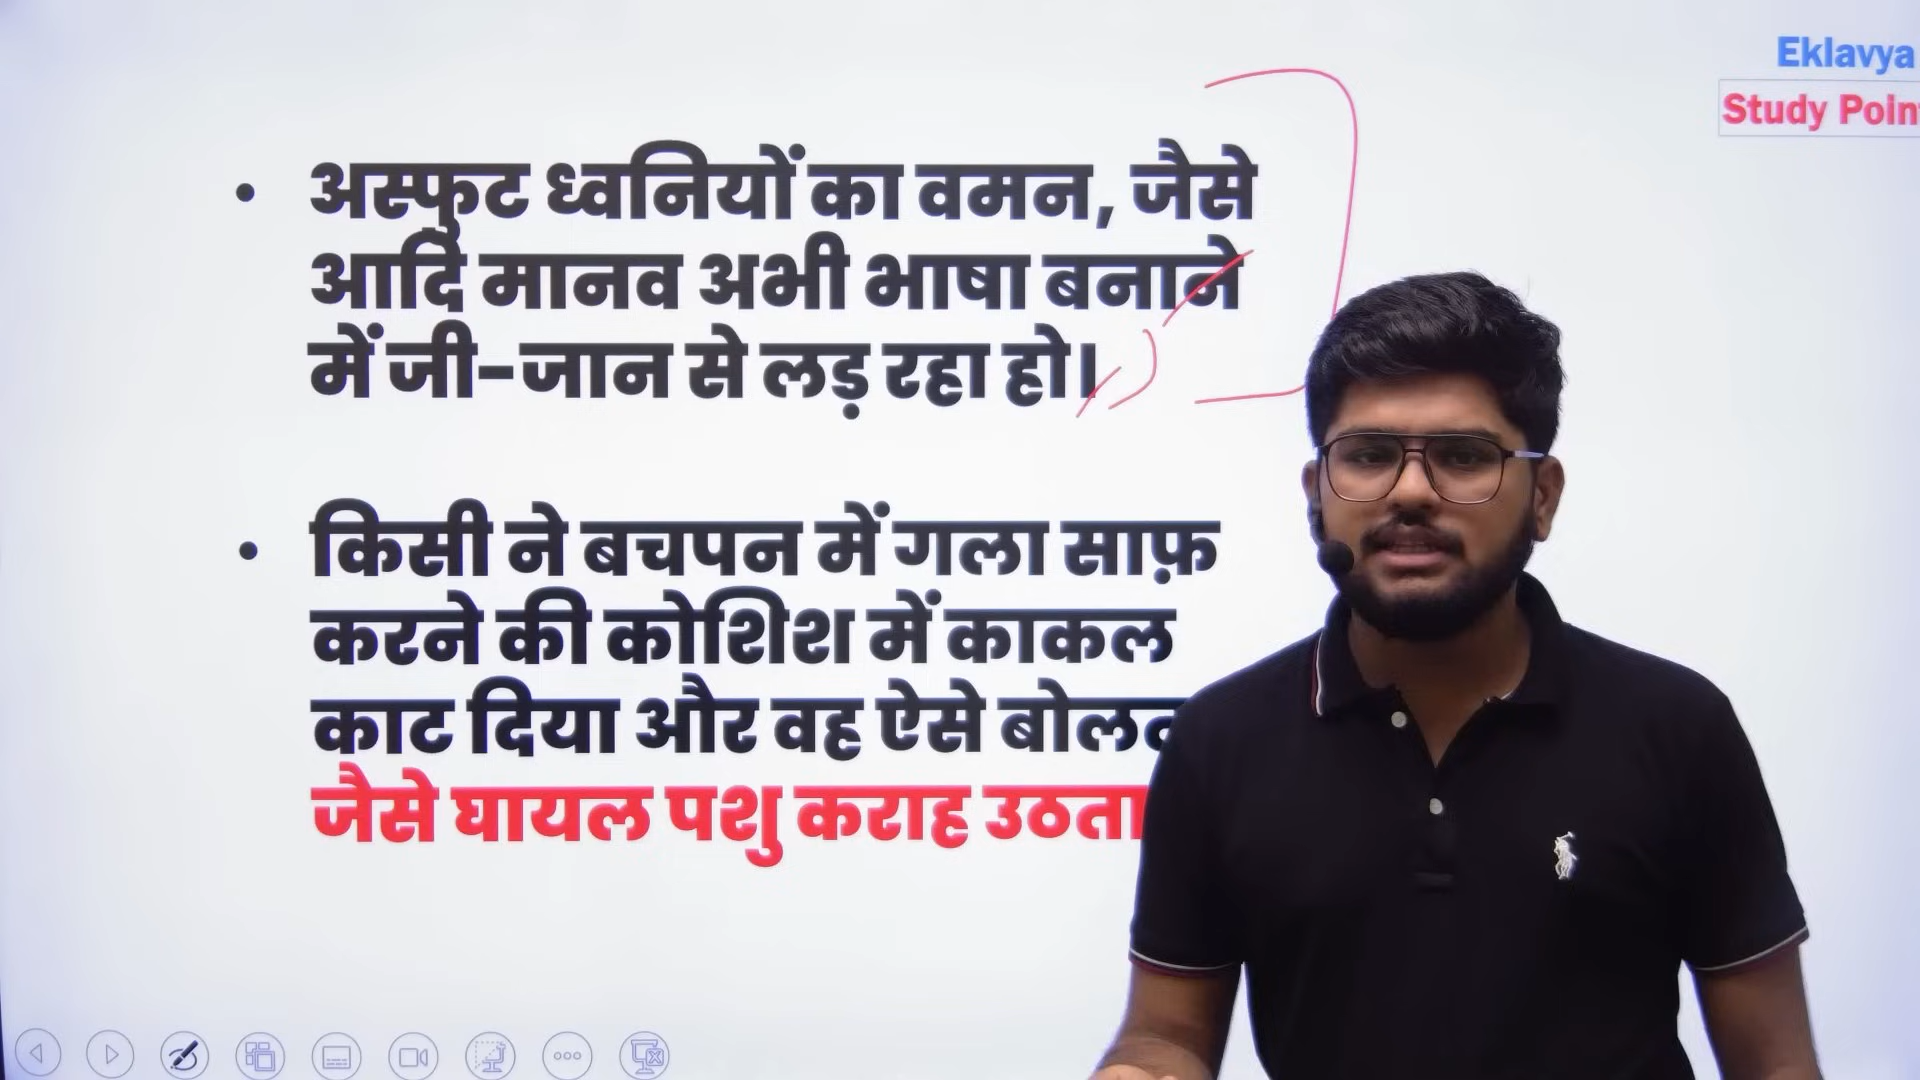 Eklavya
Study
• अस्फुट ध्वनियों का वमन, जैसे
आदि मानव अभी भाषा बनाने
में जी-जान से लड़ रहा हो।
• किसी ने बचपन में गला साफ़
करने की कोशिश में काकल
काट दिया और वह ऐसे
जैसे घायल पशु कराह उठता